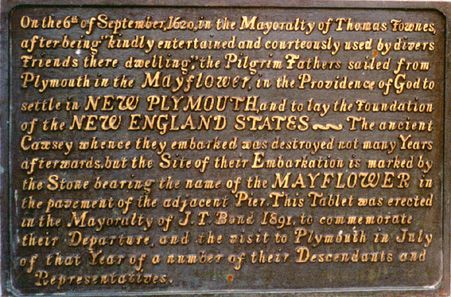 On the 6th of September, 1620, in the Mayoralty of Thomas Townes,
after being "kindly entertained and courteously used by divers
Friends there dwelling," the Pilgrim Fathers sailed from
Plymouth in the Mayflower, in the Providence of God to
settle in NEW PLYMOUTH, and to lay the Foundation
of the NEW ENGLAND STATES ~ The ancient
Cawsey whence they embarked was destroyed not many Years
afterwards, but the Site of their Embarkation is marked by
the Stone bearing the name of the MAYFLOWER in
the pavement of the adjacent Pier. This Tablet was erected
in the Mayoralty of J.T. Bond 1891, to commemorate
their Departure, and the visit to Plymouth in July
of that Year of a number of their Descendants and
Representatives.